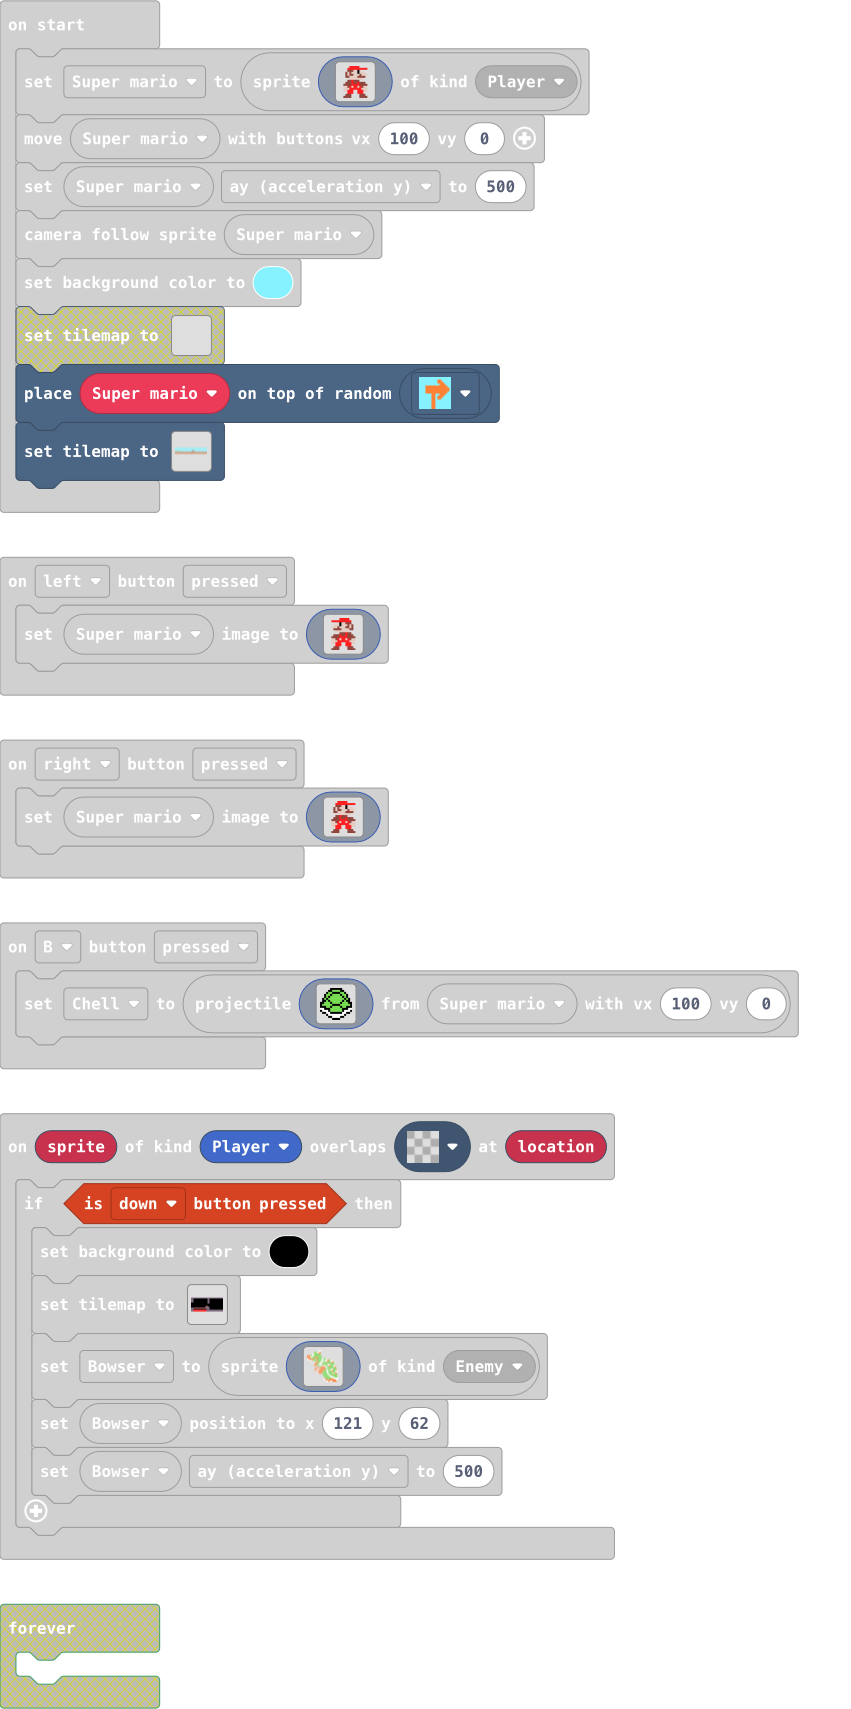 on start
set Super mario to sprite of kind Player
move Super mario with buttons vx 100 vy 0
set Super mario ay (acceleration y) to 500
camera follow sprite Super mario
set background color to
set tilemap to
place Super mario on top of random
set tilemap to
on left button pressed
set Super mario image to
on right button pressed
set Super mario image to
on B button pressed
set Chell to projectile from Super mario with vx 100 vy 0
on sprite of kind Player overlaps at location
if is down button pressed then
set background color to
set tilemap to
set Bowser to sprite of kind Enemy
set Bowser position to x 121 y 62
set Bowser ay (acceleration y) to 500
forever